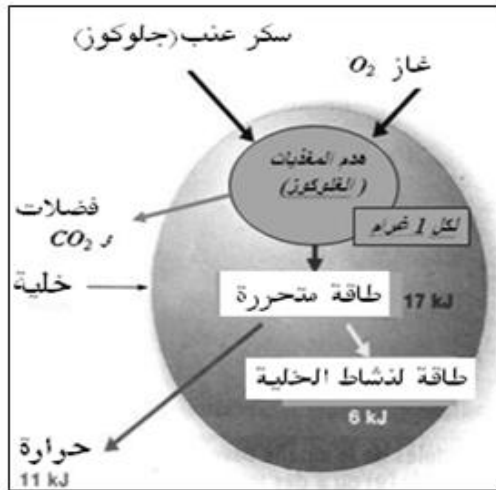 سكر عنب(جلوكوز)
غاز O₂
هدم المغذيات
(الغلوكوز)
لكل 1 غرام
فضلات
و CO₂
خلية
طاقة متحررة
17 kJ
طاقة لنشاط الخلية
6 kJ
حرارة
11 kJ